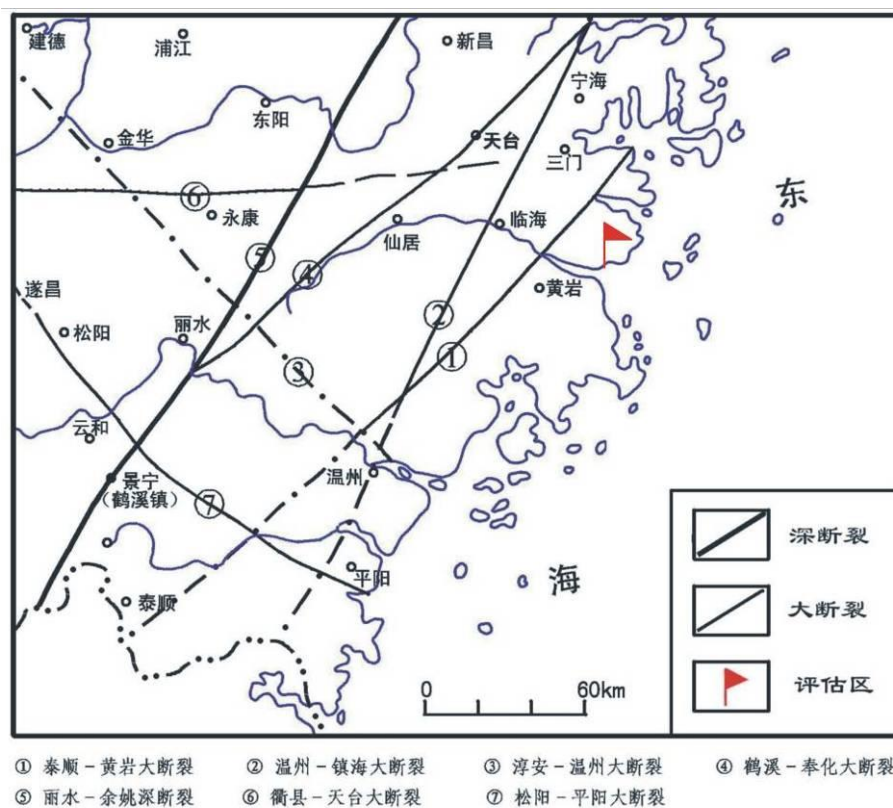 建德
浦江
新昌
宁海
东阳
金华
天台
三门
东
⑥
永康
仙居
临海
⑤
④
黄岩
遂昌
②
丽水
松阳
①
③
云和
温州
景宁
（鹤溪镇）
⑦
深断裂
平阳
海
泰顺
大断裂
0
60km
评估区
① 泰顺－黄岩大断裂
② 温州－镇海大断裂
③ 淳安－温州大断裂
④ 鹤溪－奉化大断裂
⑤ 丽水－余姚深断裂
⑥ 衢县－天台大断裂
⑦ 松阳－平阳大断裂